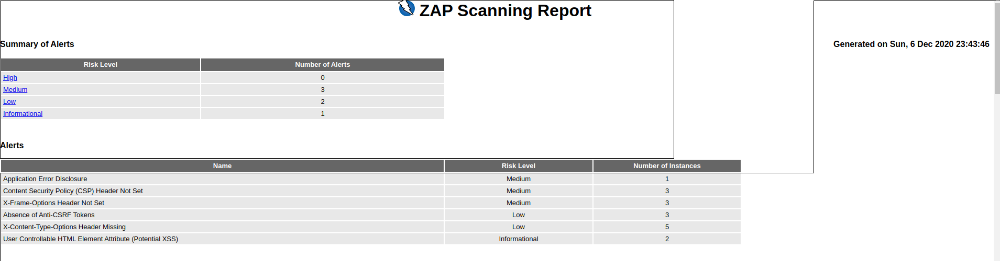 ZAP Scanning Report
Summary of Alerts
Generated on Sun, 6 Dec 2020 23:43:46
Risk Level Number of Alerts
High 0
Medium 3
Low 2
Informational 1
Alerts
Name Risk Level Number of Instances
Application Error Disclosure Medium 1
Content Security Policy (CSP) Header Not Set Medium 3
X-Frame-Options Header Not Set Medium 3
Absence of Anti-CSRF Tokens Low 3
X-Content-Type-Options Header Missing Low 5
User Controllable HTML Element Attribute (Potential XSS) Informational 2